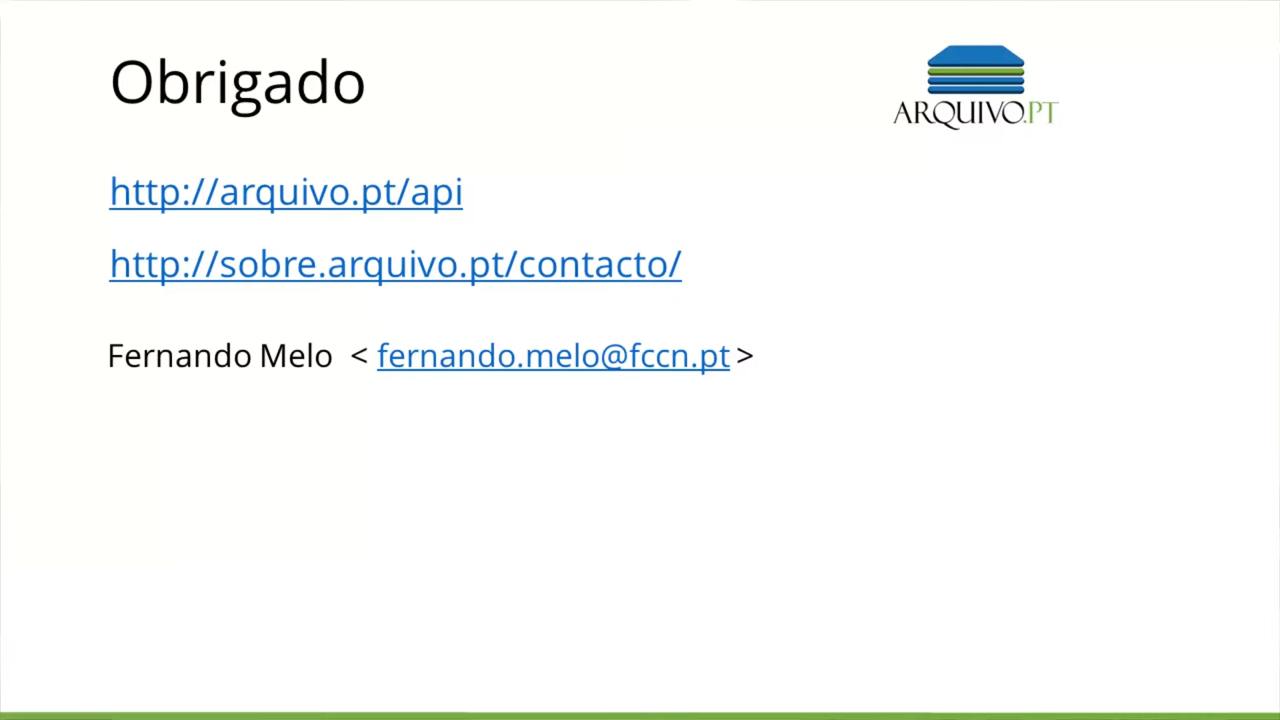 Obrigado
ARQUIVO.PT
http://arquivo.pt/api
http://sobre.arquivo.pt/contacto/
Fernando Melo < fernando.melo@fccn.pt >